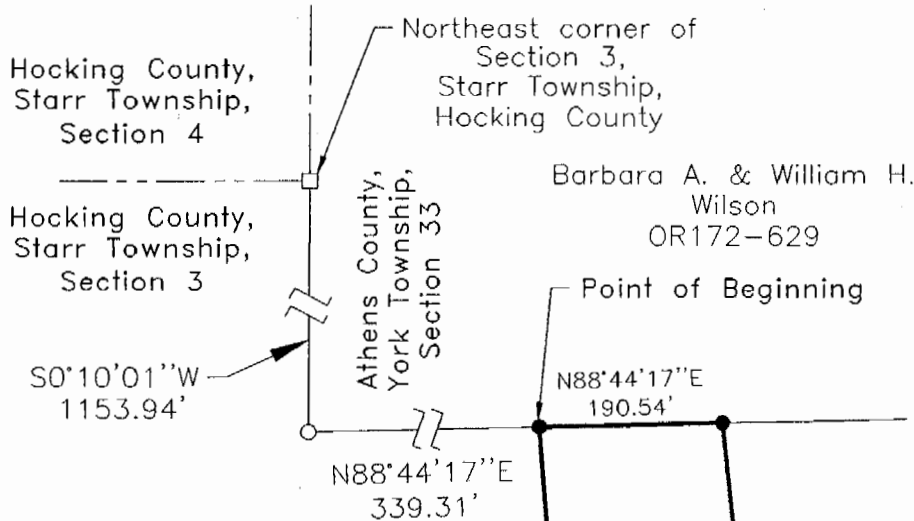 Northeast corner of
Section 3,
Starr Township,
Hocking County
Hocking County,
Starr Township,
Section 4
Hocking County,
Starr Township,
Section 3
Athens County,
York Township,
Section 33
Barbara A. & William H.
Wilson
OR172-629
Point of Beginning
S0°10'01''W
1153.94'
N88°44'17''E
190.54'
N88°44'17''E
339.31'